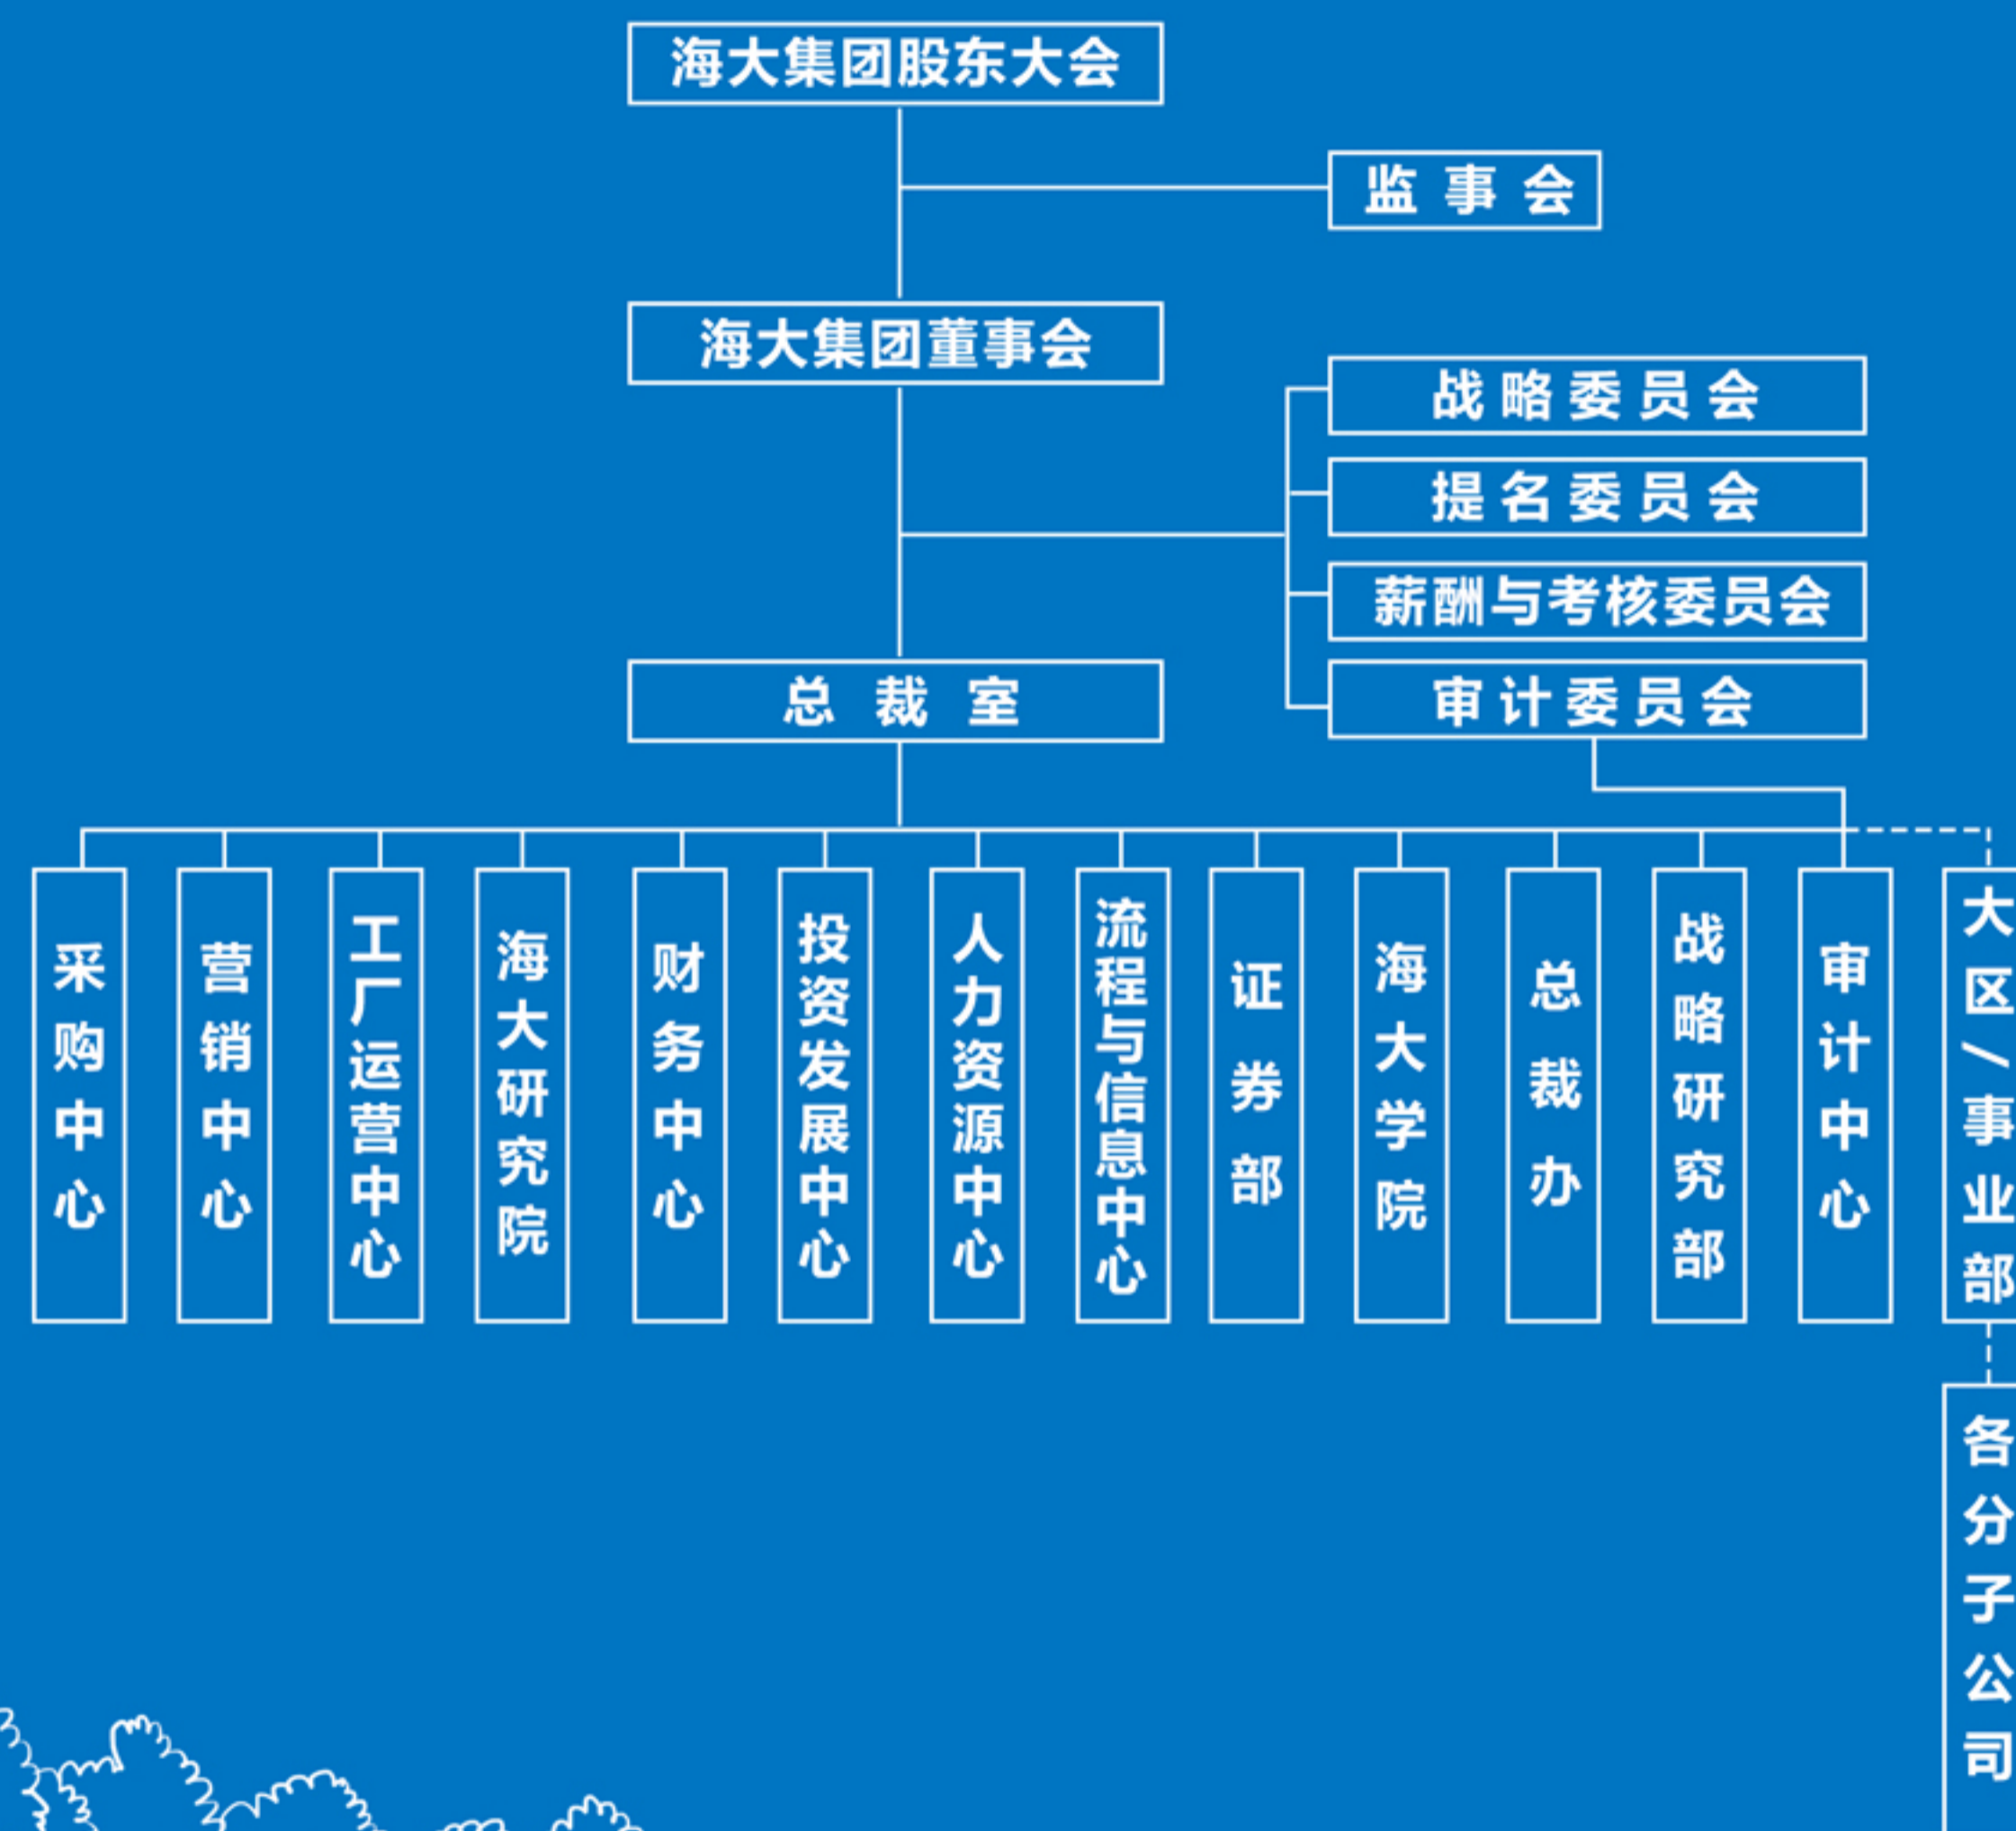 海大集团股东大会
监事会
海大集团董事会
战略委员会
提名委员会
薪酬与考核委员会
总裁室
审计委员会
采购中心
营销中心
工厂运营中心
海大研究院
财务中心
投资发展中心
人力资源中心
流程与信息中心
证券部
海大学院
总裁办
战略研究部
审计中心
大区/事业部
各分子公司